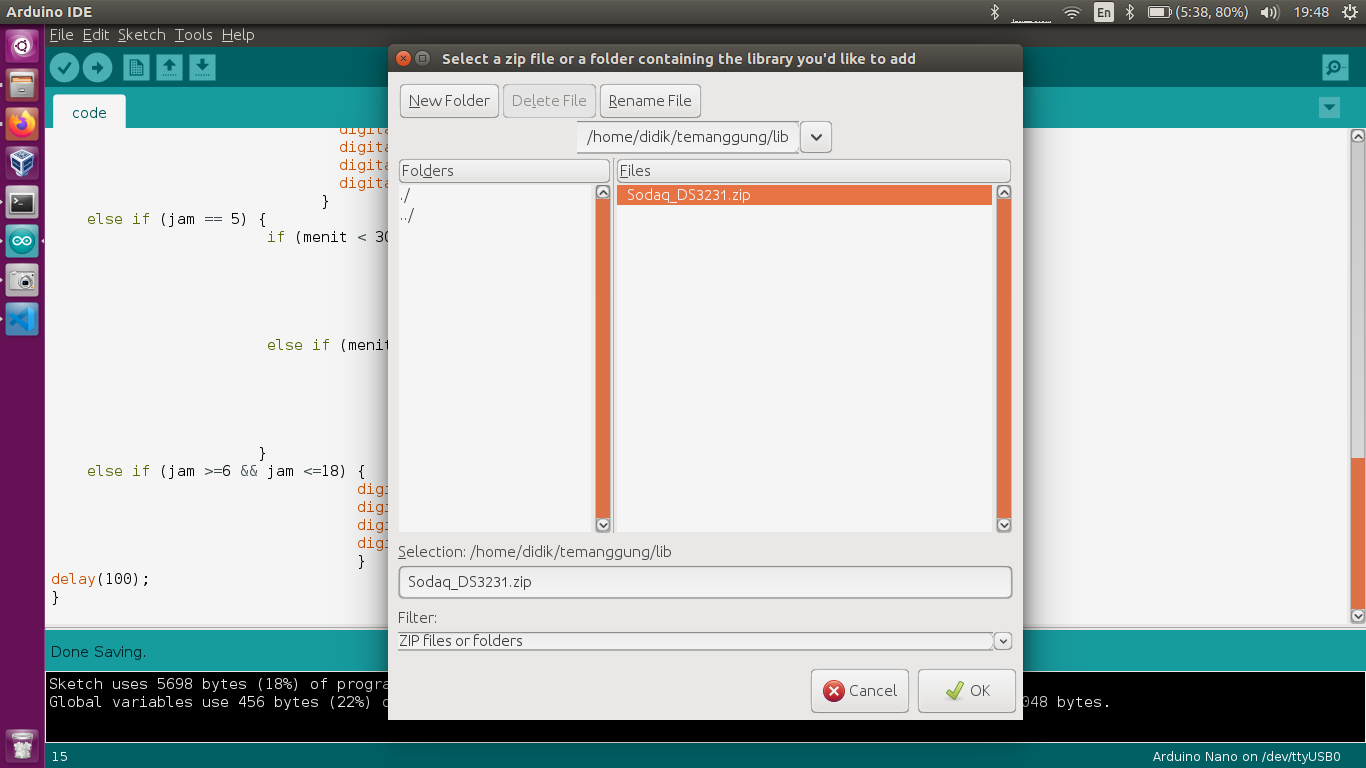 Arduino IDE
En
(5:38, 80%)
19:48
File Edit Sketch Tools Help
code
digita
digita
digita
digita
}
else if (jam == 5) {
if (menit < 30
else if (menit
}
else if (jam >=6 && jam <=18) {
digi
digi
digi
digi
}
delay(100);
}
Done Saving.
Sketch uses 5698 bytes (18%) of progra
Global variables use 456 bytes (22%)
048 bytes.
15
Arduino Nano on /dev/ttyUSB0
Select a zip file or a folder containing the library you'd like to add
New Folder
Delete File
Rename File
/home/didik/temanggung/lib
Folders
Files
./
../
Sodaq_DS3231.zip
Selection: /home/didik/temanggung/lib
Sodaq_DS3231.zip
Filter:
ZIP files or folders
Cancel
OK